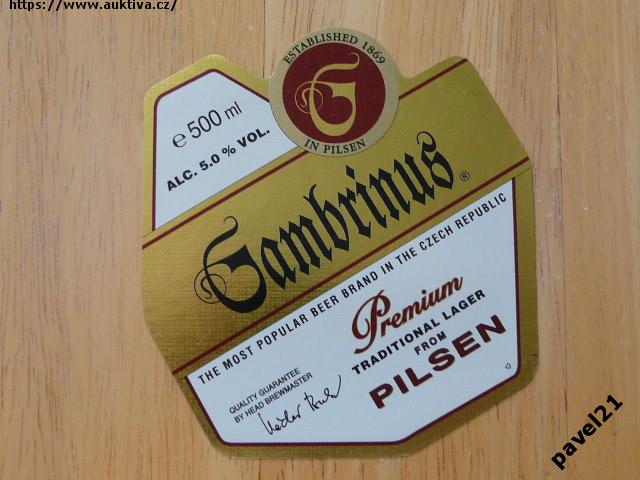 https://www.auktiva.cz/
ESTABLISHED 1869
G
IN PILSEN
e 500 ml
ALC. 5.0 % VOL.
Gambrinus ®
THE MOST POPULAR BEER BRAND IN THE CZECH REPUBLIC
Premium
TRADITIONAL LAGER
FROM
PILSEN
QUALITY GUARANTEE
BY HEAD BREWMASTER
pavel21